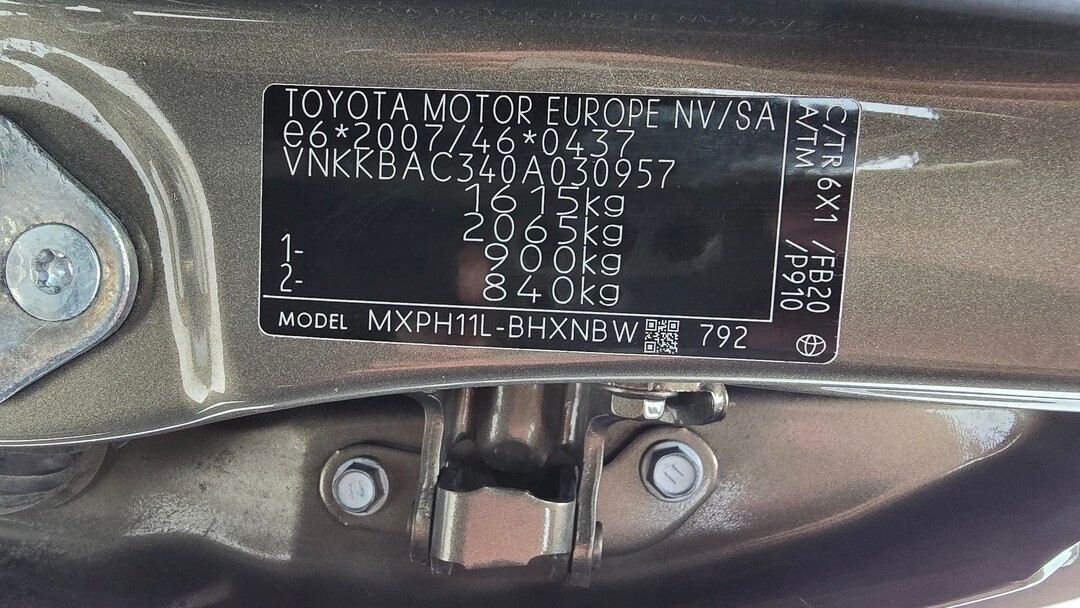 TOYOTA MOTOR EUROPE NV/SA
e6*2007/46*0437
VNKKBAC340A030957
1615kg
2065kg
1- 900kg
2- 840kg
MODEL MXPH11L-BHXNBW 792
C/TR 6X1 /FB20
A/TM /P910